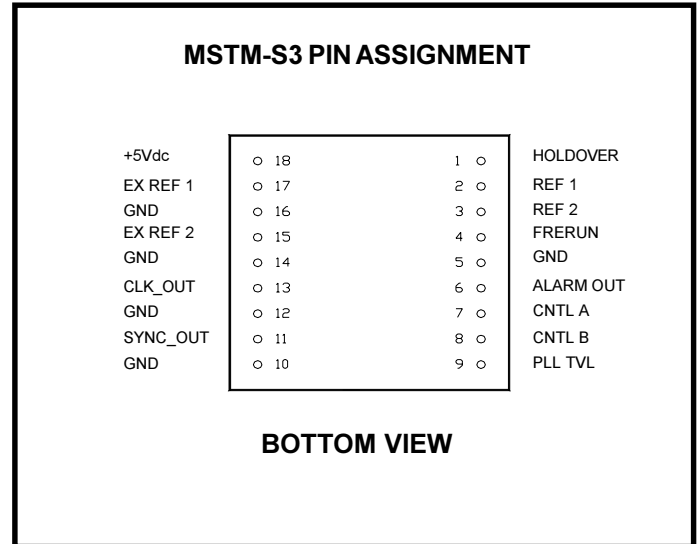 MSTM-S3 PIN ASSIGNMENT
+5Vdc 18 1 HOLDOVER
EX REF 1 17 2 REF 1
GND 16 3 REF 2
EX REF 2 15 4 FRERUN
GND 14 5 GND
CLK_OUT 13 6 ALARM OUT
GND 12 7 CNTL A
SYNC_OUT 11 8 CNTL B
GND 10 9 PLL TVL
BOTTOM VIEW